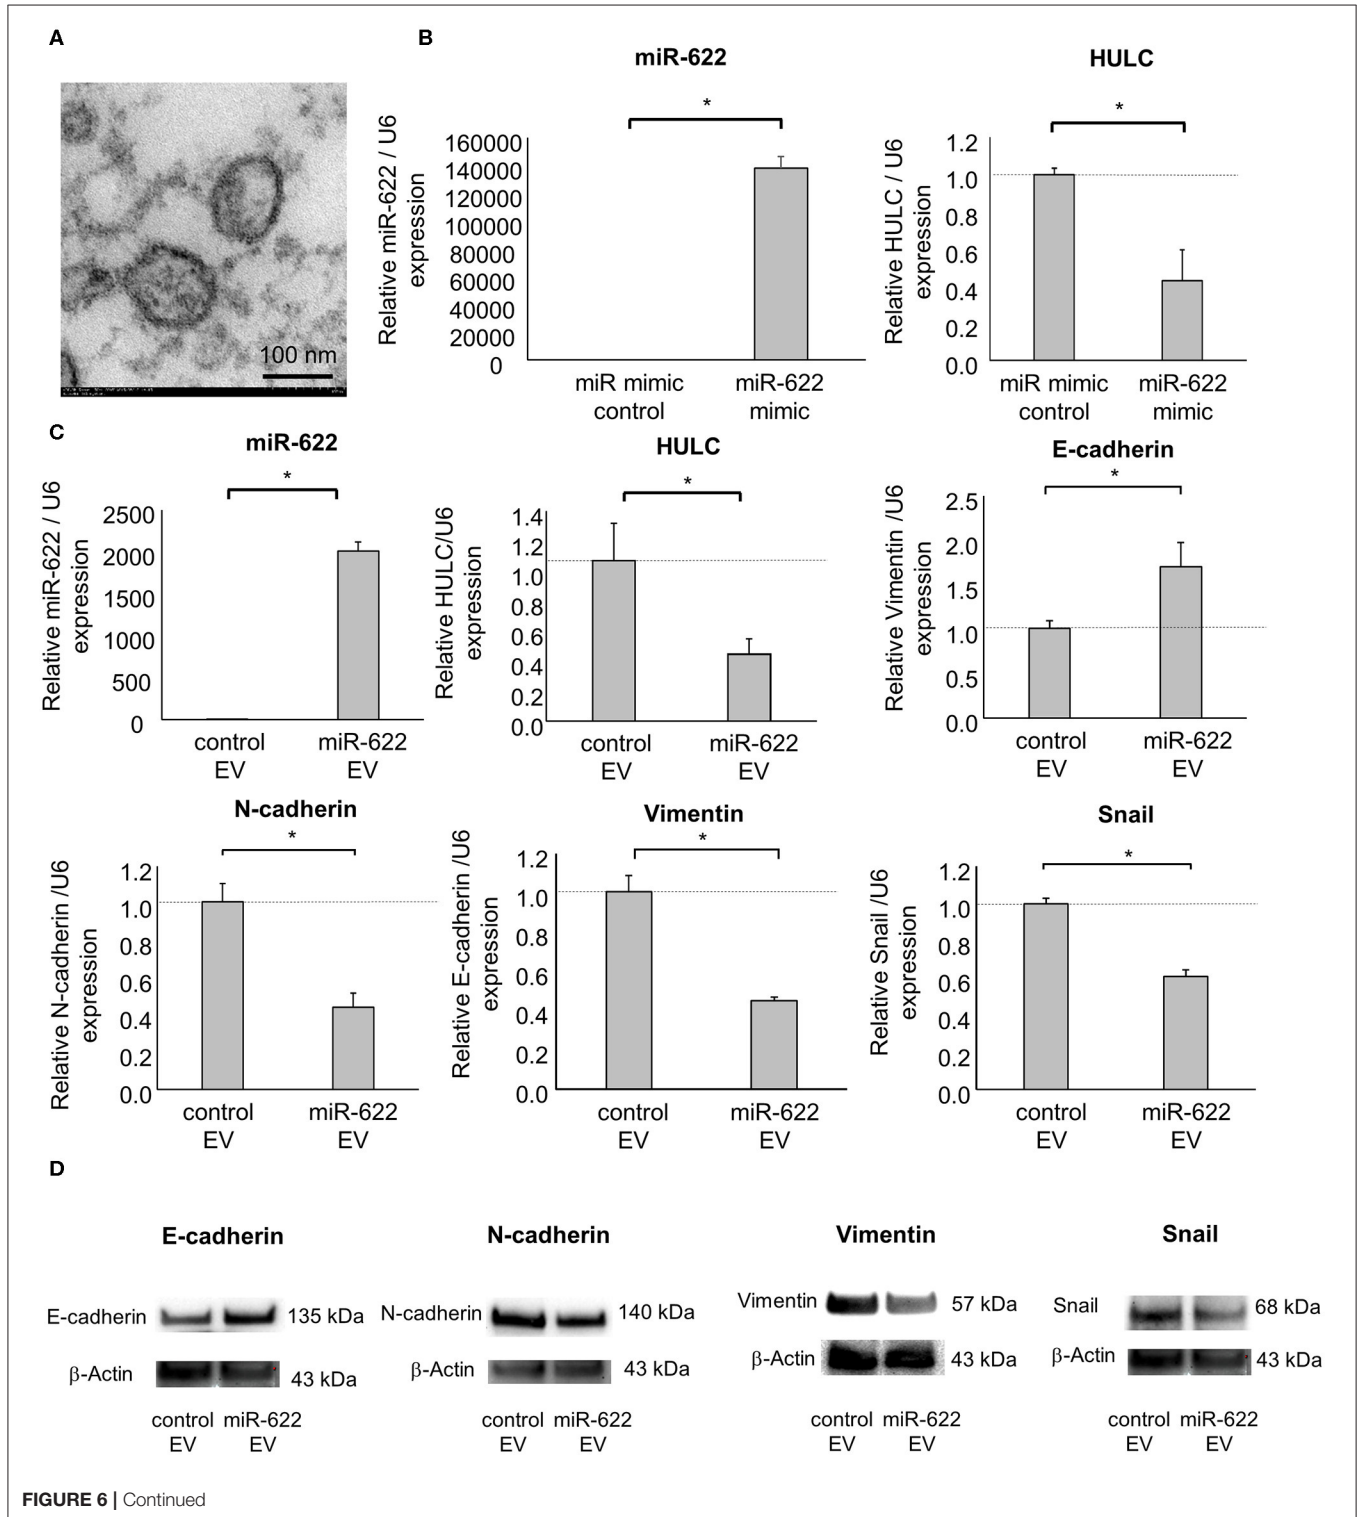 A
100 nm
B
miR-622
*
Relative miR-622 / U6
expression
160000
140000
120000
100000
80000
60000
40000
20000
0
miR mimic
control
miR-622
mimic
HULC
*
Relative HULC / U6
expression
1.2
1.0
0.8
0.6
0.4
0.2
0.0
miR mimic
control
miR-622
mimic
C
miR-622
*
Relative miR-622 / U6
expression
2500
2000
1500
1000
500
0
control
EV
miR-622
EV
HULC
*
Relative HULC/U6
expression
1.4
1.2
1.0
0.8
0.6
0.4
0.2
0.0
control
EV
miR-622
EV
E-cadherin
*
Relative Vimentin /U6
expression
2.5
2.0
1.5
1.0
0.5
0.0
control
EV
miR-622
EV
N-cadherin
*
Relative N-cadherin /U6
expression
1.2
1.0
0.8
0.6
0.4
0.2
0.0
control
EV
miR-622
EV
Vimentin
*
Relative E-cadherin /U6
expression
1.2
1.0
0.8
0.6
0.4
0.2
0.0
control
EV
miR-622
EV
Snail
*
Relative Snail /U6
expression
1.2
1.0
0.8
0.6
0.4
0.2
0.0
control
EV
miR-622
EV
D
E-cadherin
E-cadherin 135 kDa
β-Actin 43 kDa
control miR-622
EV EV
N-cadherin
N-cadherin 140 kDa
β-Actin 43 kDa
control miR-622
EV EV
Vimentin
Vimentin 57 kDa
β-Actin 43 kDa
control miR-622
EV EV
Snail
Snail 68 kDa
β-Actin 43 kDa
control miR-622
EV EV
FIGURE 6 | Continued